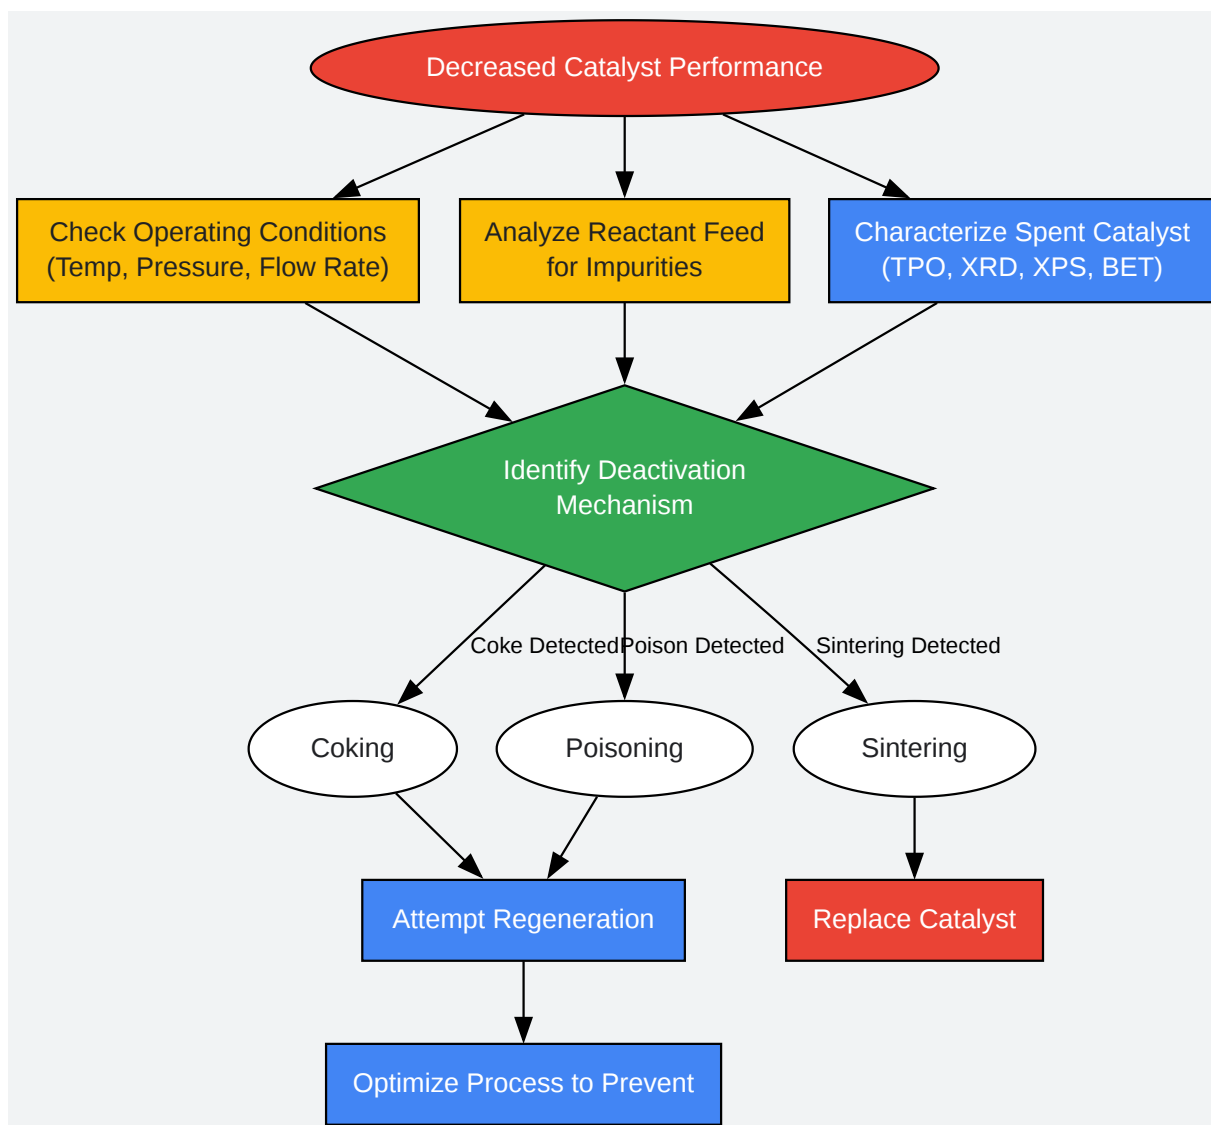 Decreased Catalyst Performance
Check Operating Conditions
(Temp, Pressure, Flow Rate)
Analyze Reactant Feed
for Impurities
Characterize Spent Catalyst
(TPO, XRD, XPS, BET)
Identify Deactivation
Mechanism
Coke Detected
Poison Detected
Sintering Detected
Coking
Poisoning
Sintering
Attempt Regeneration
Replace Catalyst
Optimize Process to Prevent